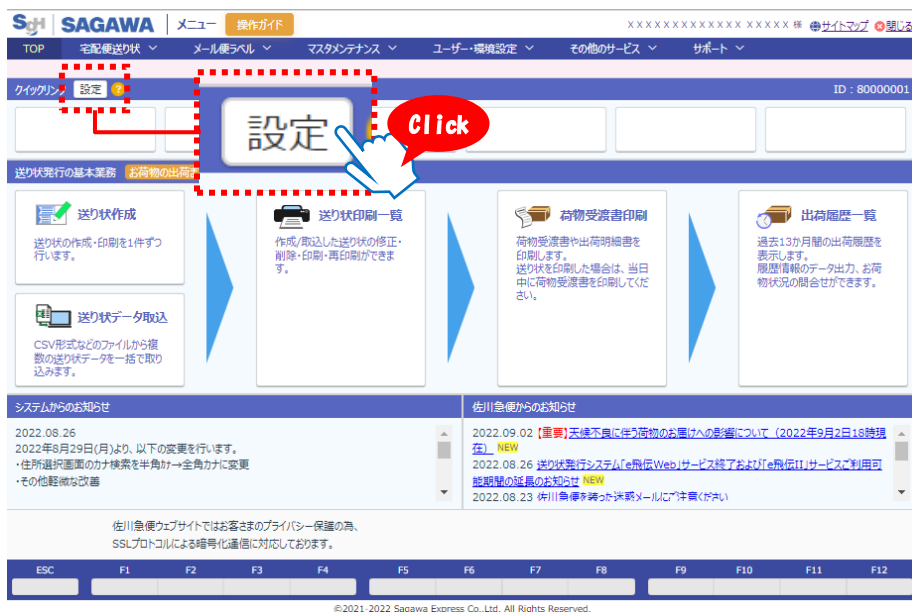 SGH SAGAWA メニュー 操作ガイド XXXXXXXXXXXXXX XXXXX 様 サイトマップ 閉じる
TOP 宅配便送り状 メール便ラベル マスタメンテナンス ユーザー・環境設定 その他のサービス サポート
クイックリンク 設定 ? ID : 80000001
設定
Click
送り状発行の基本業務 お荷物の出荷
送り状作成
送り状の作成・印刷を1件ずつ
行います。
送り状データ取込
CSV形式などのファイルから複
数の送り状データを一括で取り
込みます。
送り状印刷一覧
作成/取込した送り状の修正・
削除・印刷・再印刷ができま
す。
荷物受渡書印刷
荷物受渡書や出荷明細書を
印刷します。
送り状を印刷した場合は、当日
中に荷物受渡書を印刷してくだ
さい。
出荷履歴一覧
過去13か月間の出荷履歴を
表示します。
履歴情報のデータ出力、お荷
物状況の問合せができます。
システムからのお知らせ
2022.08.26
2022年8月29日(月)より、以下の変更を行います。
・住所選択画面のカナ検索を半角ｶﾅ→全角カナに変更
・その他軽微な改善
佐川急便からのお知らせ
2022.09.02 【重要】天候不良に伴う荷物のお届けへの影響について（2022年9月2日18時現
在） NEW
2022.08.26 送り状発行システム「e飛伝Web」サービス終了および「e飛伝II」サービスご利用可
能期間の延長のお知らせ NEW
2022.08.23 佐川急便を装った迷惑メールにご注意ください
佐川急便ウェブサイトではお客さまのプライバシー保護の為、
SSLプロトコルによる暗号化通信に対応しております。
ESC F1 F2 F3 F4 F5 F6 F7 F8 F9 F10 F11 F12
©2021-2022 Sagawa Express Co.,Ltd. All Rights Reserved.